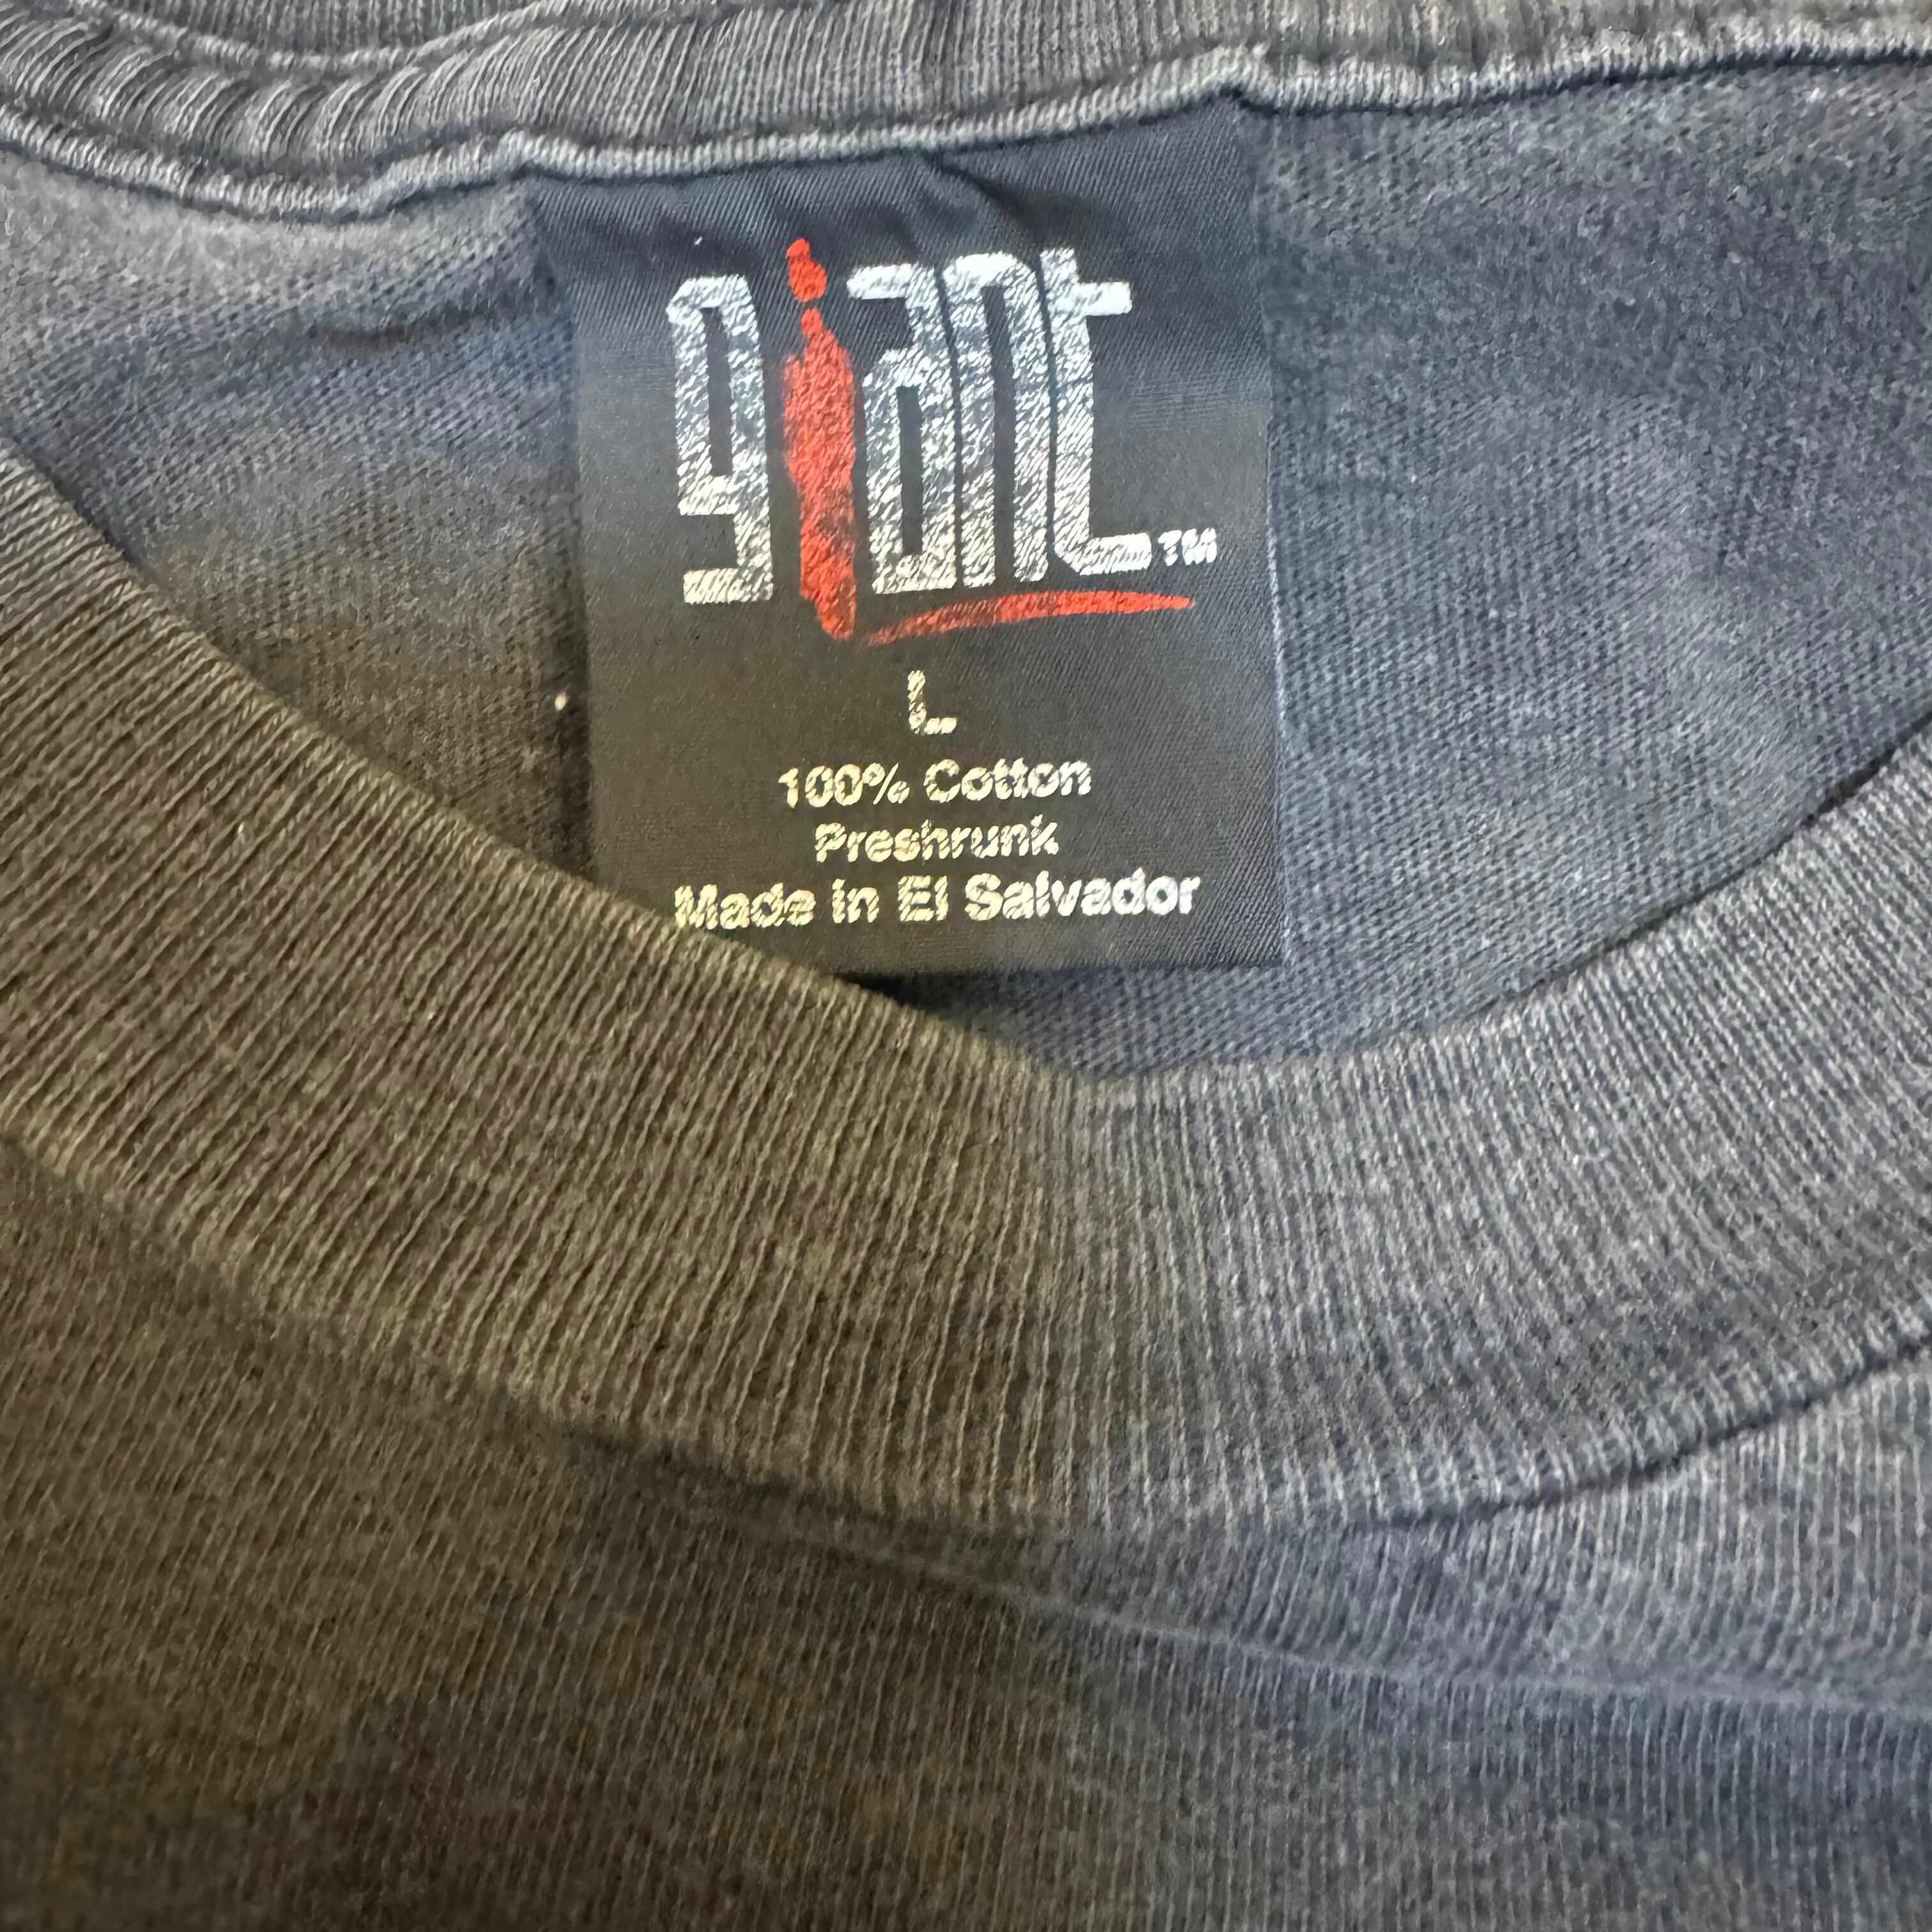 giant™
L
100% Cotton
Preshrunk
Made in El Salvador